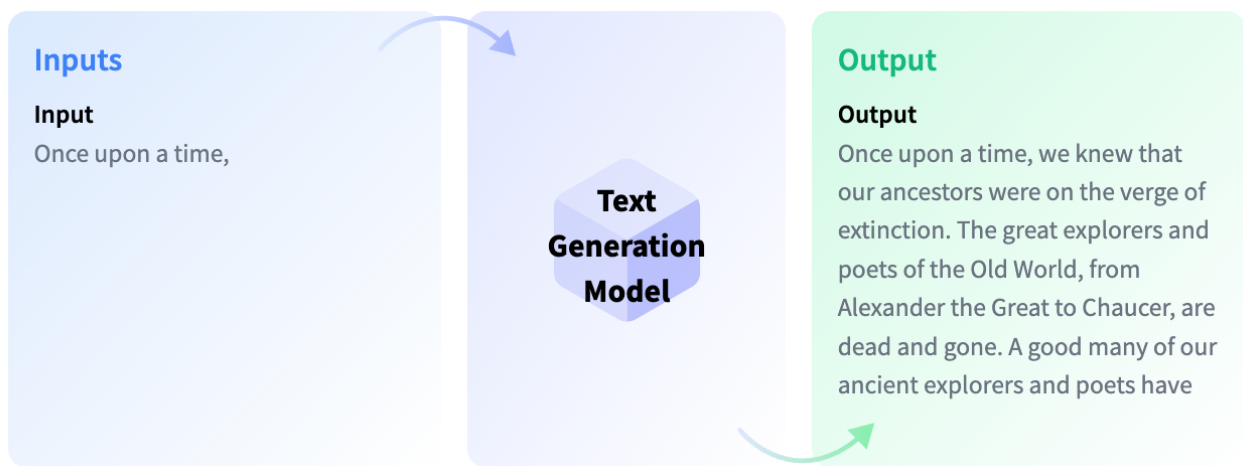 Inputs
Input
Once upon a time,
Text
Generation
Model
Output
Output
Once upon a time, we knew that
our ancestors were on the verge of
extinction. The great explorers and
poets of the Old World, from
Alexander the Great to Chaucer, are
dead and gone. A good many of our
ancient explorers and poets have